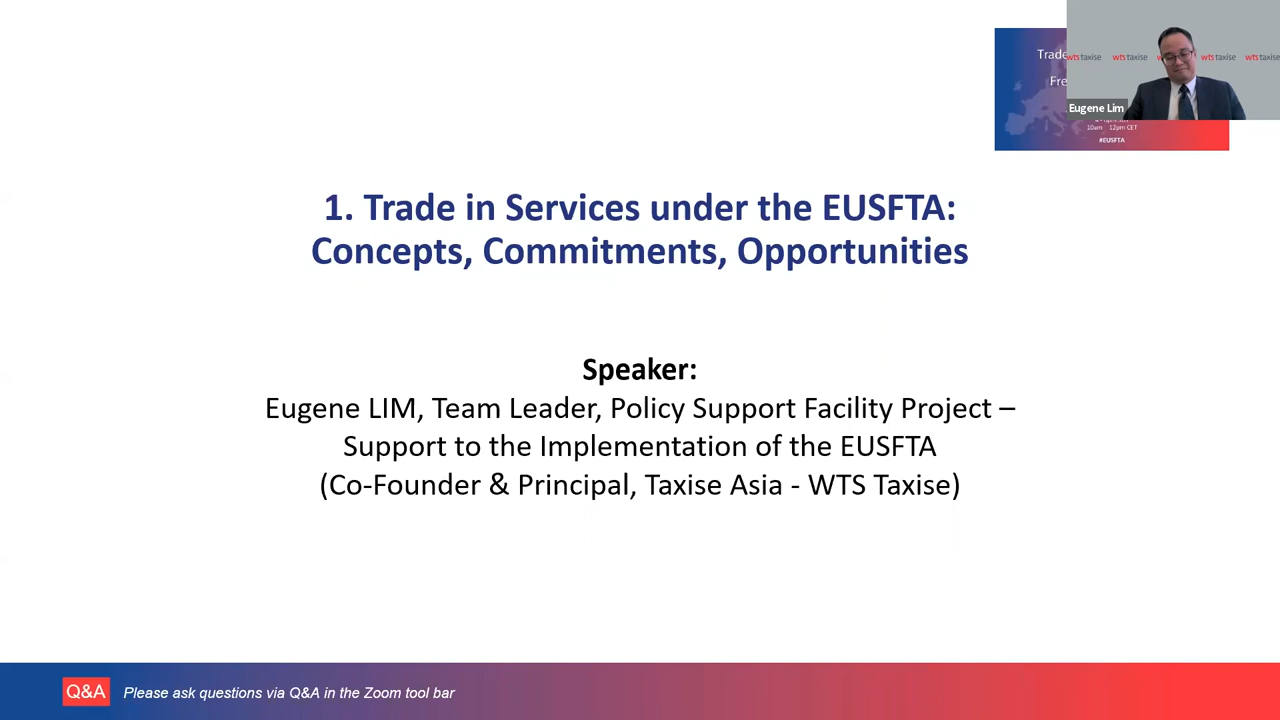 Trade
wts taxise wts taxise w wts taxise wts taxise
Fre
Eugene Lim
10am 12pm CET
#EUSFTA
1. Trade in Services under the EUSFTA:
Concepts, Commitments, Opportunities
Speaker:
Eugene LIM, Team Leader, Policy Support Facility Project –
Support to the Implementation of the EUSFTA
(Co-Founder & Principal, Taxise Asia - WTS Taxise)
Q&A Please ask questions via Q&A in the Zoom tool bar